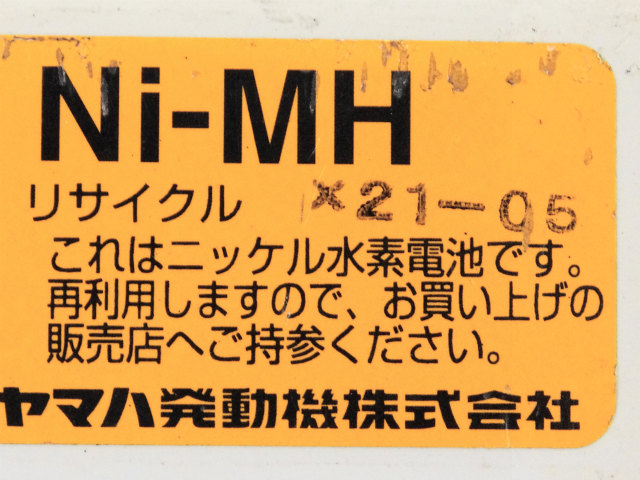 Ni-MH
リサイクル ×21-05
これはニッケル水素電池です。
再利用しますので、お買い上げの
販売店へご持参ください。
ヤマハ発動機株式会社